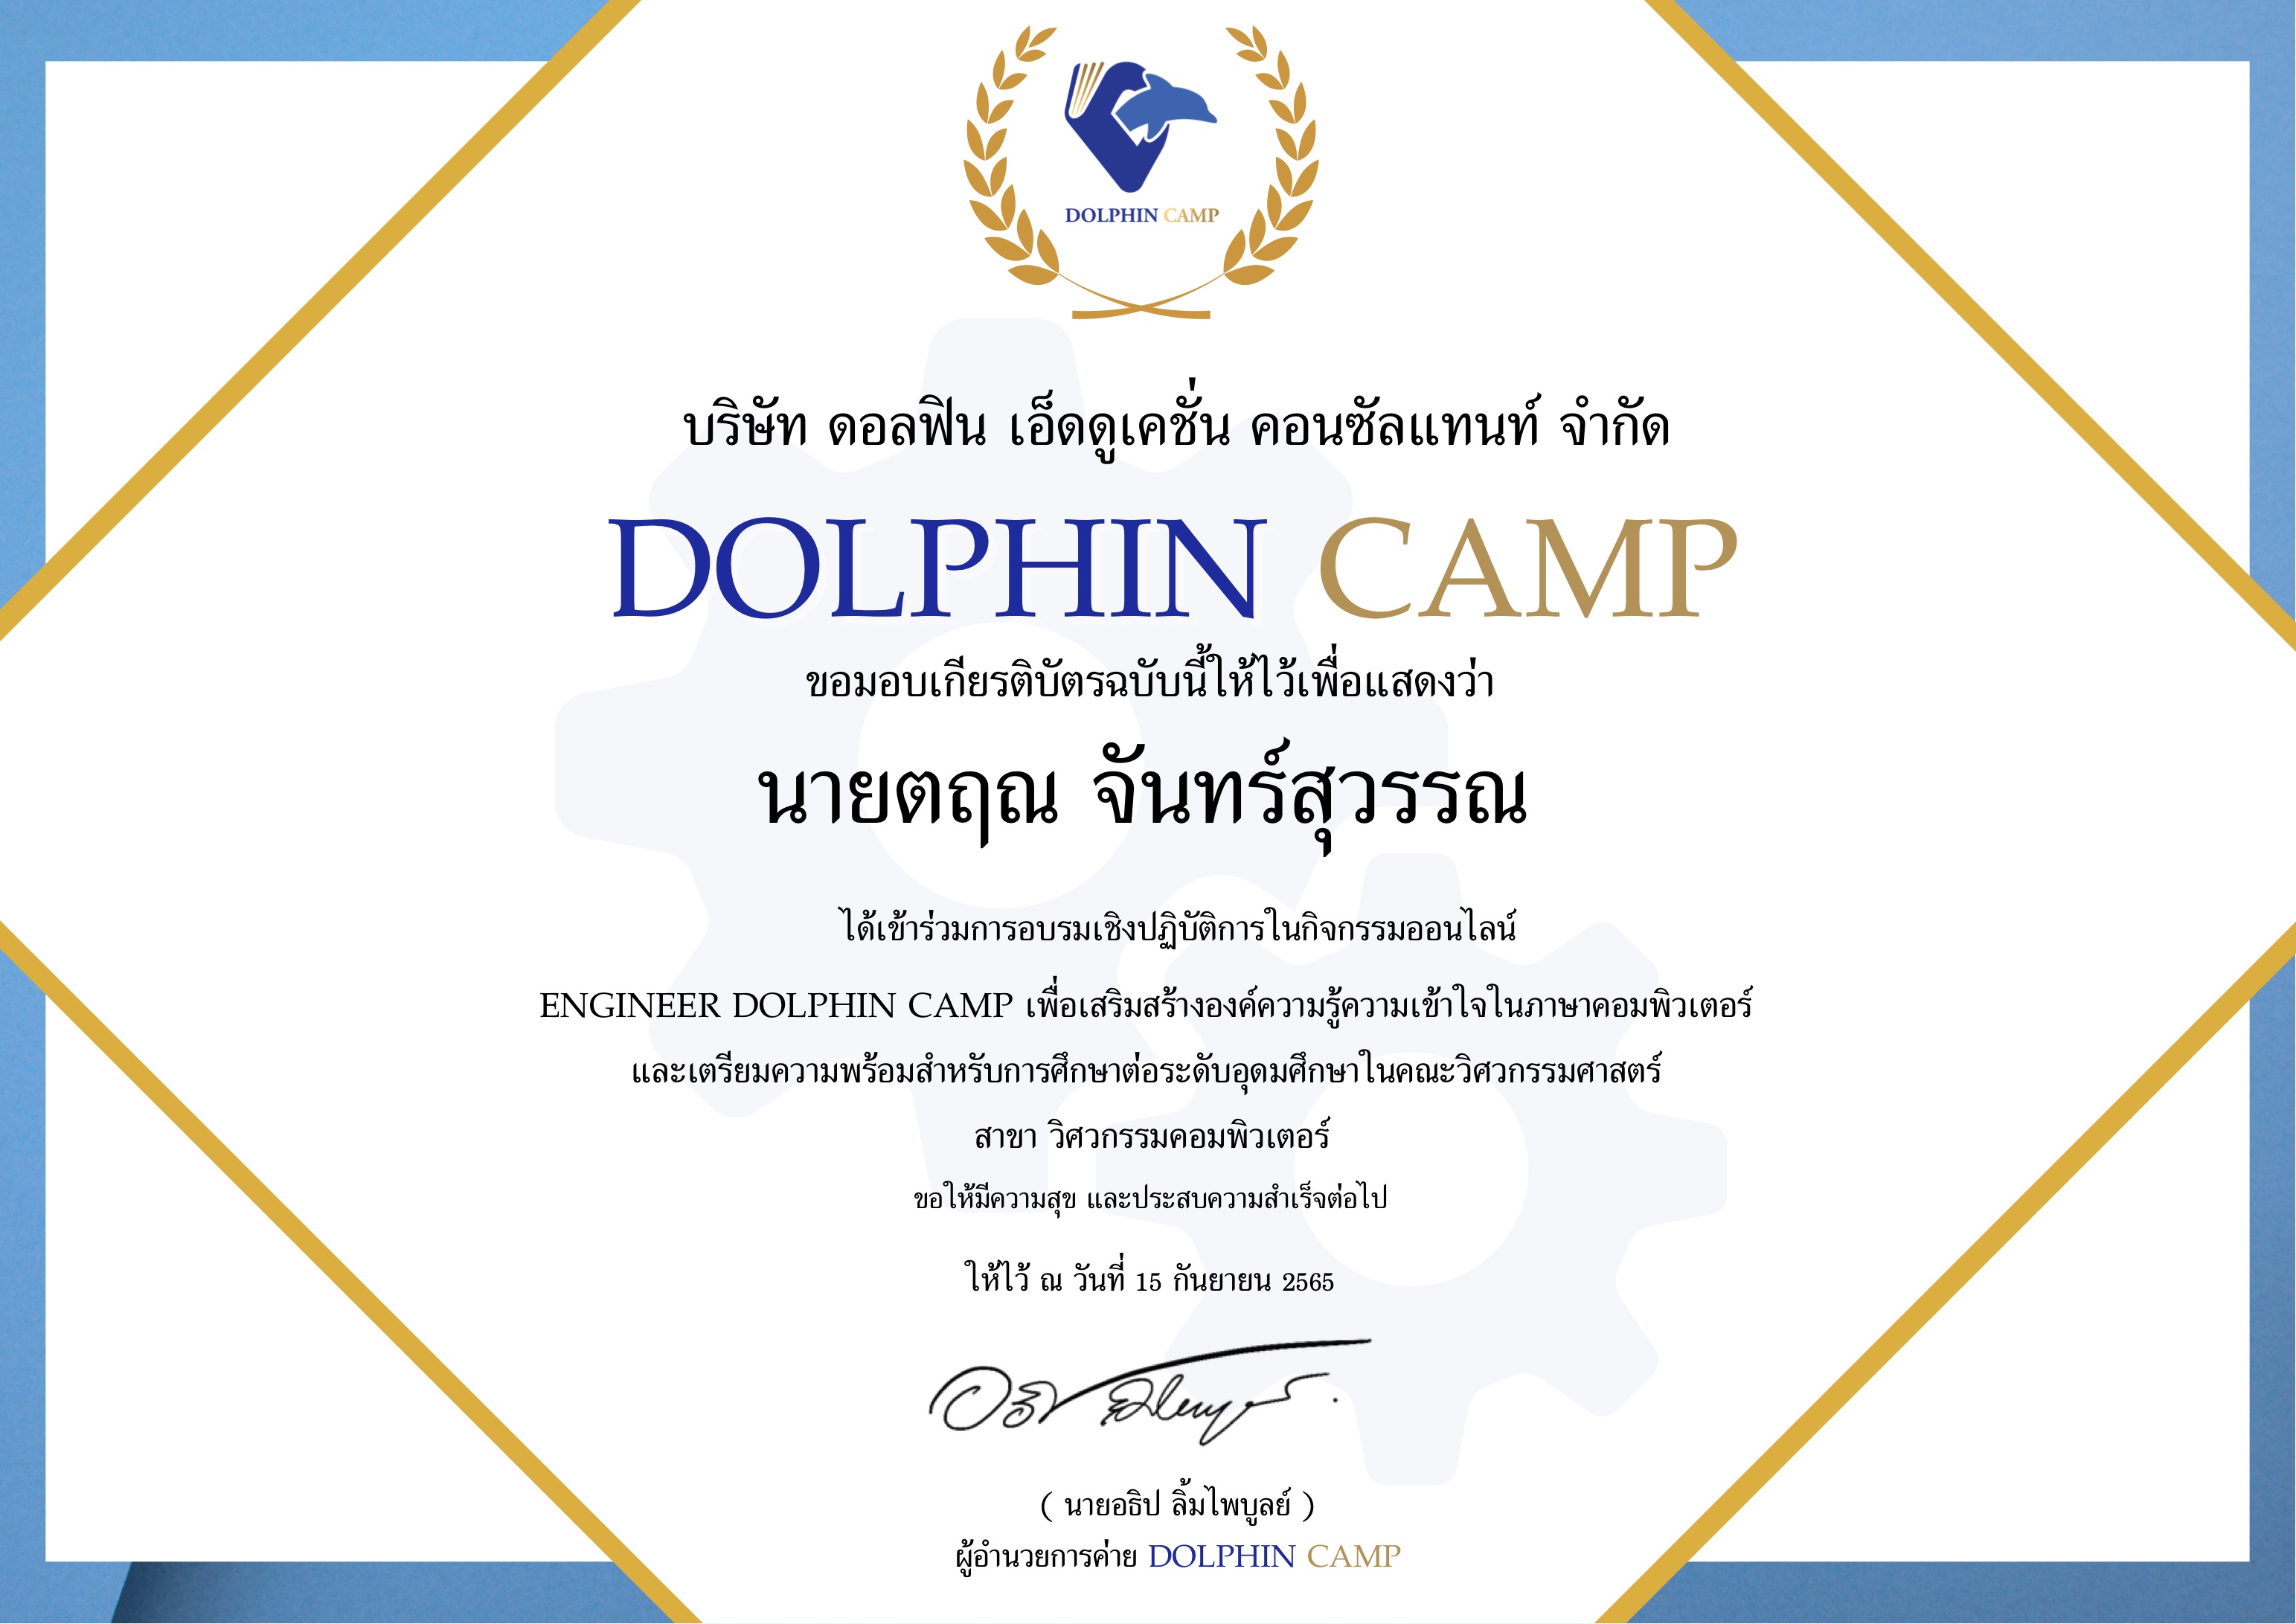 DOLPHIN CAMP
บริษัท ดอลฟิน เอ็ดดูเคชั่น คอนซัลแทนท์ จำกัด
DOLPHIN CAMP
ขอมอบเกียรติบัตรฉบับนี้ให้ไว้เพื่อแสดงว่า
นายตฤณ จันทร์สุวรรณ
ได้เข้าร่วมการอบรมเชิงปฏิบัติการในกิจกรรมออนไลน์
ENGINEER DOLPHIN CAMP เพื่อเสริมสร้างองค์ความรู้ความเข้าใจในภาษาคอมพิวเตอร์
และเตรียมความพร้อมสำหรับการศึกษาต่อระดับอุดมศึกษาในคณะวิศวกรรมศาสตร์
สาขา วิศวกรรมคอมพิวเตอร์
ขอให้มีความสุข และประสบความสำเร็จต่อไป
ให้ไว้ ณ วันที่ 15 กันยายน 2565
( นายอธิป ลิ้มไพบูลย์ )
ผู้อำนวยการค่าย DOLPHIN CAMP